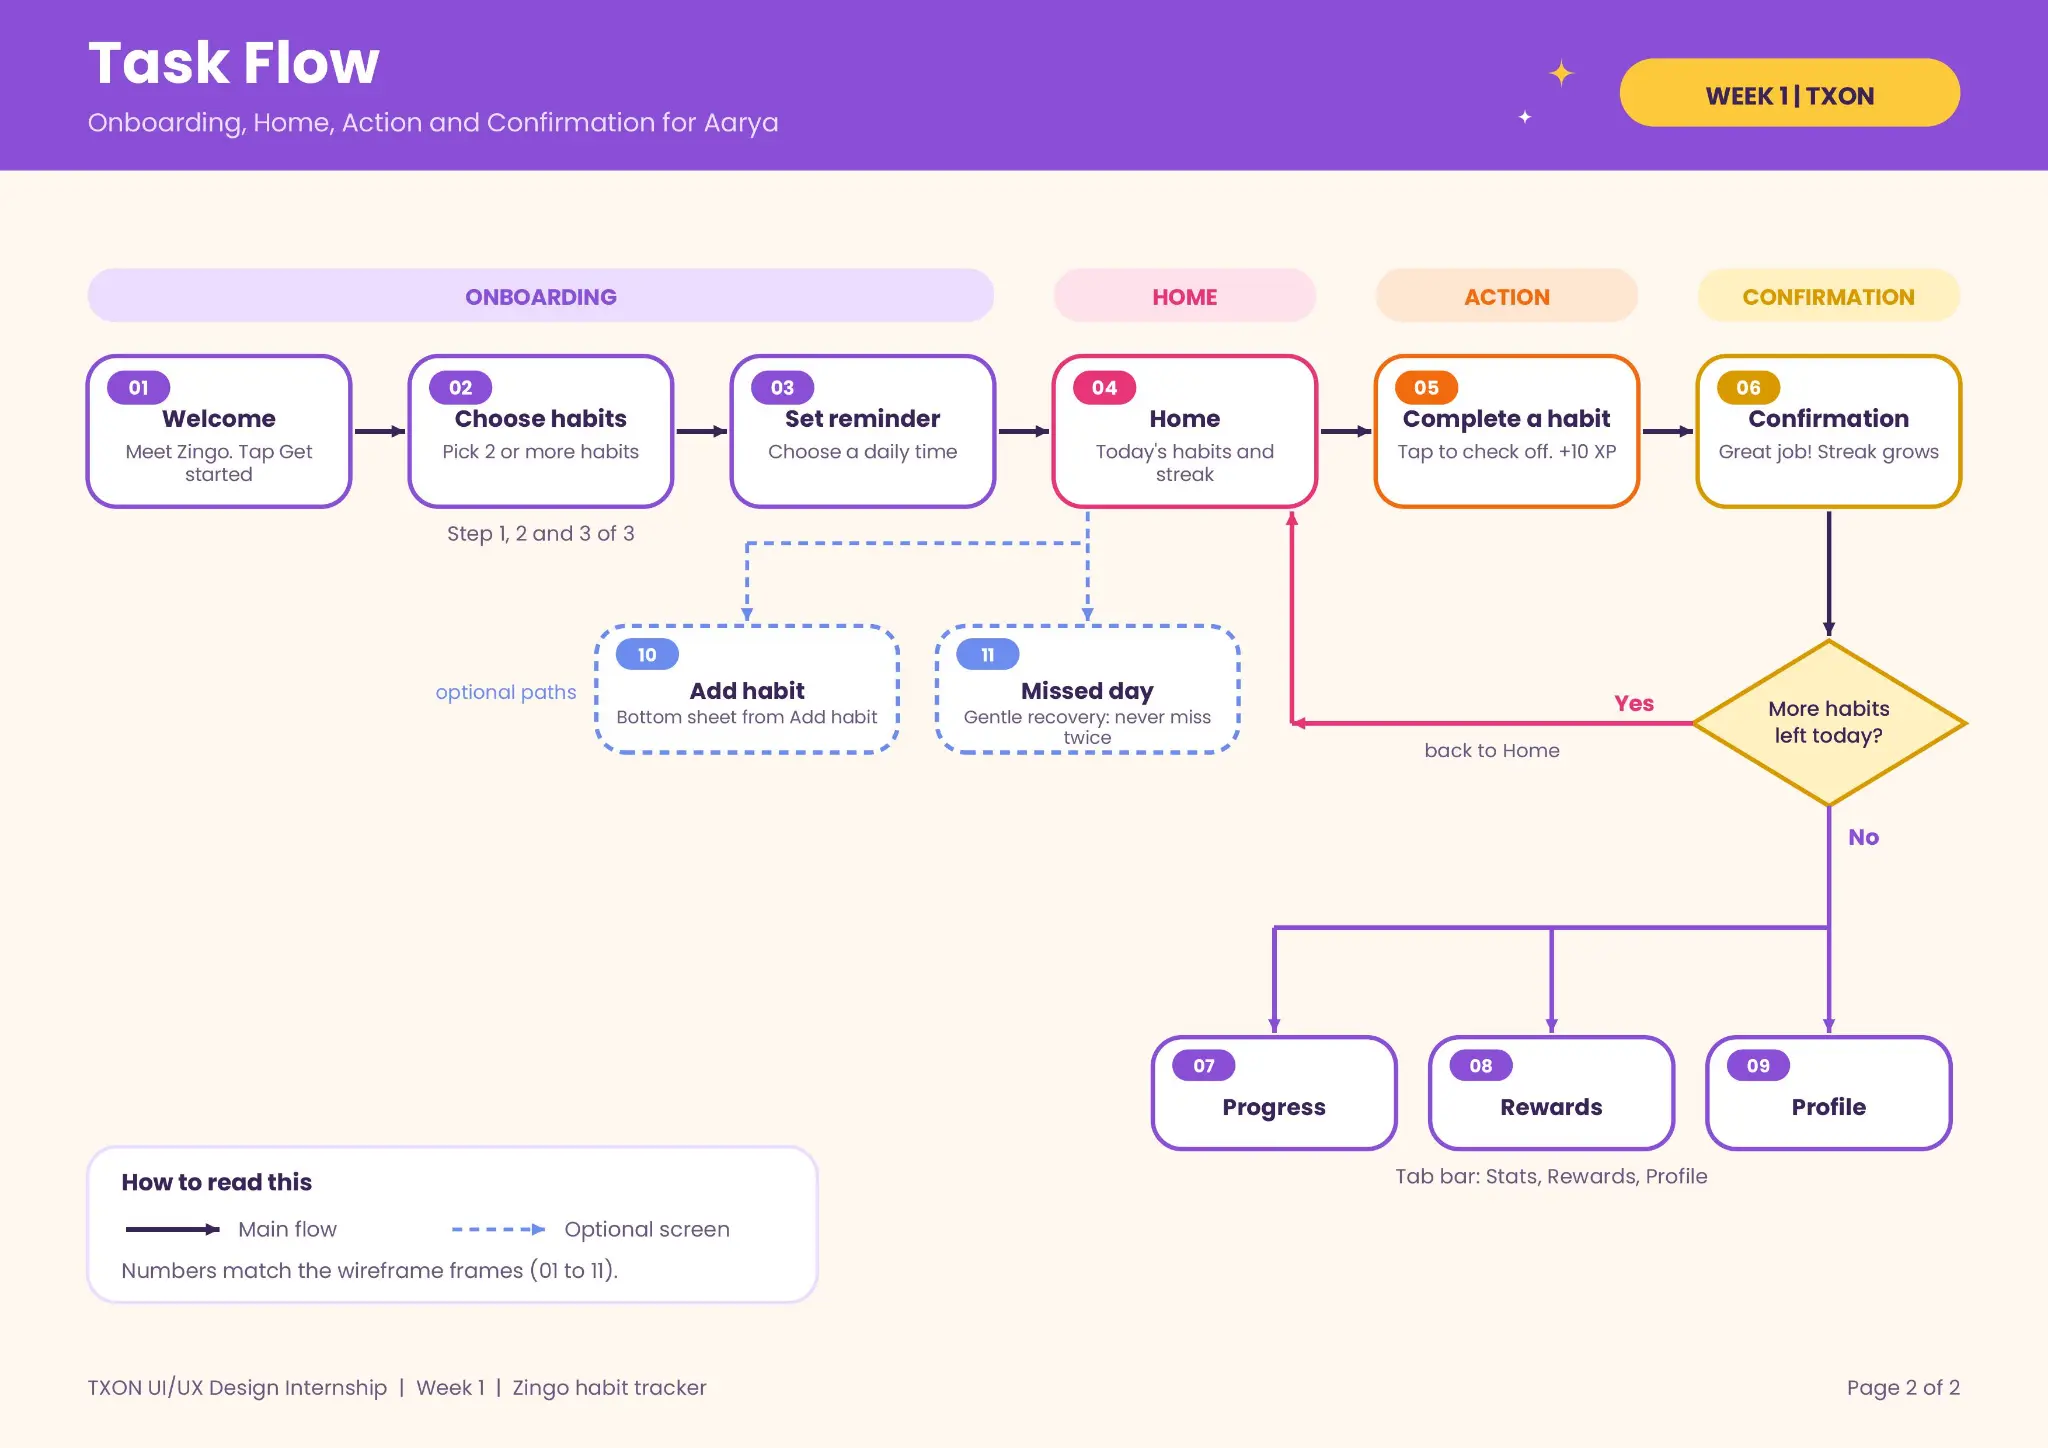 Task Flow
Onboarding, Home, Action and Confirmation for Aarya
WEEK 1 | TXON
ONBOARDING
HOME
ACTION
CONFIRMATION
01
Welcome
Meet Zingo. Tap Get
started
02
Choose habits
Pick 2 or more habits
03
Set reminder
Choose a daily time
04
Home
Today's habits and
streak
05
Complete a habit
Tap to check off. +10 XP
06
Confirmation
Great job! Streak grows
Step 1, 2 and 3 of 3
optional paths
10
Add habit
Bottom sheet from Add habit
11
Missed day
Gentle recovery: never miss
twice
Yes
back to Home
More habits
left today?
No
07
Progress
08
Rewards
09
Profile
Tab bar: Stats, Rewards, Profile
How to read this
Main flow
Optional screen
Numbers match the wireframe frames (01 to 11).
TXON UI/UX Design Internship | Week 1 | Zingo habit tracker
Page 2 of 2